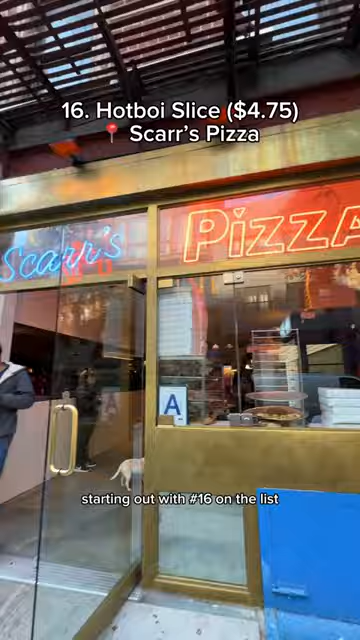 16. Hotboi Slice ($4.75)
📍 Scarr's Pizza
Scarr's
PIZZA
A
starting out with #16 on the list